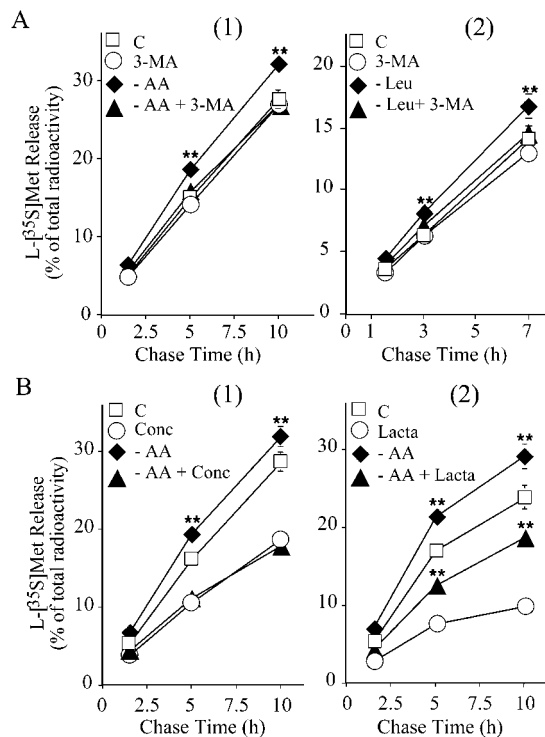 A
(1)
C
3-MA
- AA
- AA + 3-MA
**
**
30
20
10
0
0 2.5 5 7.5 10
Chase Time (h)
L-[³⁵S]Met Release
(% of total radioactivity)
(2)
C
3-MA
- Leu
- Leu+ 3-MA
**
**
20
15
10
5
0
0 1 3 5 7
Chase Time (h)
B
(1)
C
Conc
- AA
- AA + Conc
**
**
30
20
10
0
0 2.5 5 7.5 10
Chase Time (h)
L-[³⁵S]Met Release
(% of total radioactivity)
(2)
C
Lacta
- AA
- AA + Lacta
**
**
**
**
30
20
10
0
0 2.5 5 7.5 10
Chase Time (h)